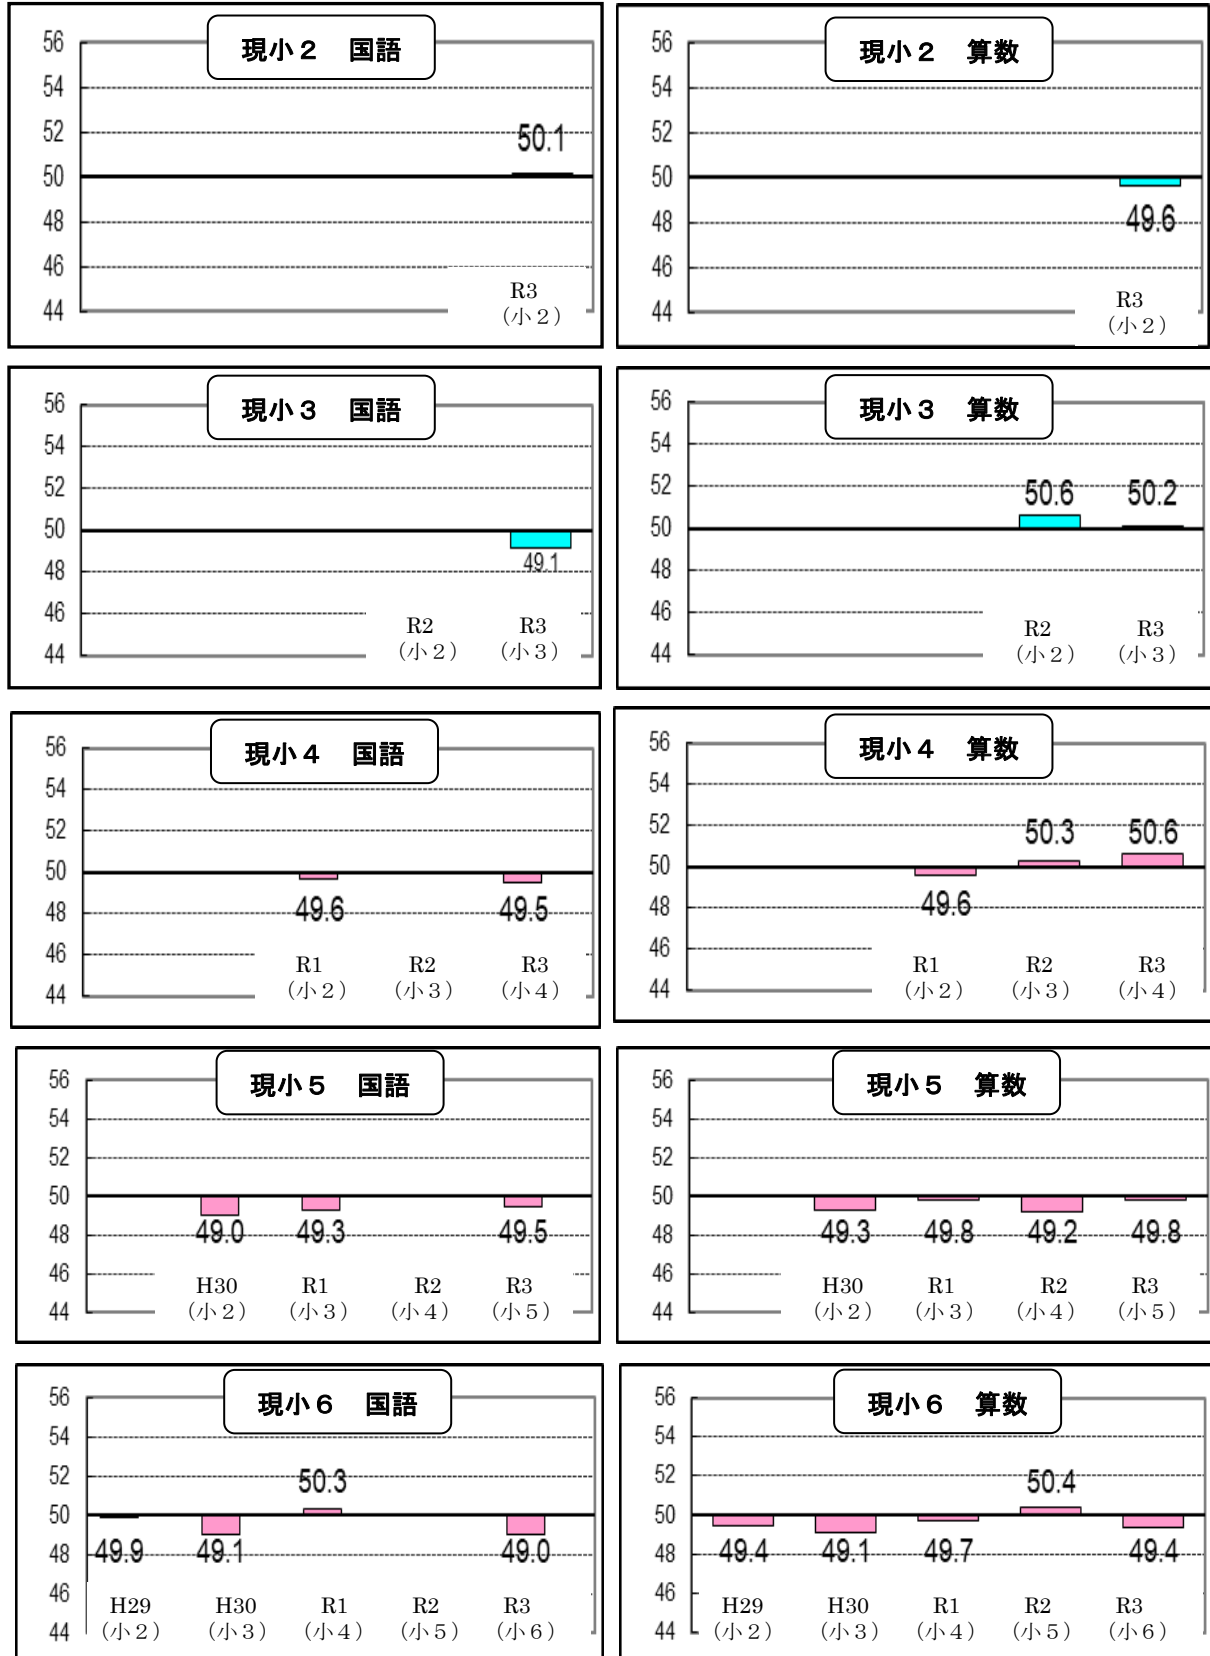 現小２　国語
56
54
52
50
48
46
44
50.1
R3
（小２）
現小２　算数
56
54
52
50
48
46
44
49.6
R3
（小２）
現小３　国語
56
54
52
50
48
46
44
49.1
R2
（小２）
R3
（小３）
現小３　算数
56
54
52
50
48
46
44
50.6
50.2
R2
（小２）
R3
（小３）
現小４　国語
56
54
52
50
48
46
44
49.6
49.5
R1
（小２）
R2
（小３）
R3
（小４）
現小４　算数
56
54
52
50
48
46
44
49.6
50.3
50.6
R1
（小２）
R2
（小３）
R3
（小４）
現小５　国語
56
54
52
50
48
46
44
49.0
49.3
49.5
H30
（小２）
R1
（小３）
R2
（小４）
R3
（小５）
現小５　算数
56
54
52
50
48
46
44
49.3
49.8
49.2
49.8
H30
（小２）
R1
（小３）
R2
（小４）
R3
（小５）
現小６　国語
56
54
52
50
48
46
44
49.9
49.1
50.3
49.0
H29
（小２）
H30
（小３）
R1
（小４）
R2
（小５）
R3
（小６）
現小６　算数
56
54
52
50
48
46
44
49.4
49.1
49.7
50.4
49.4
H29
（小２）
H30
（小３）
R1
（小４）
R2
（小５）
R3
（小６）